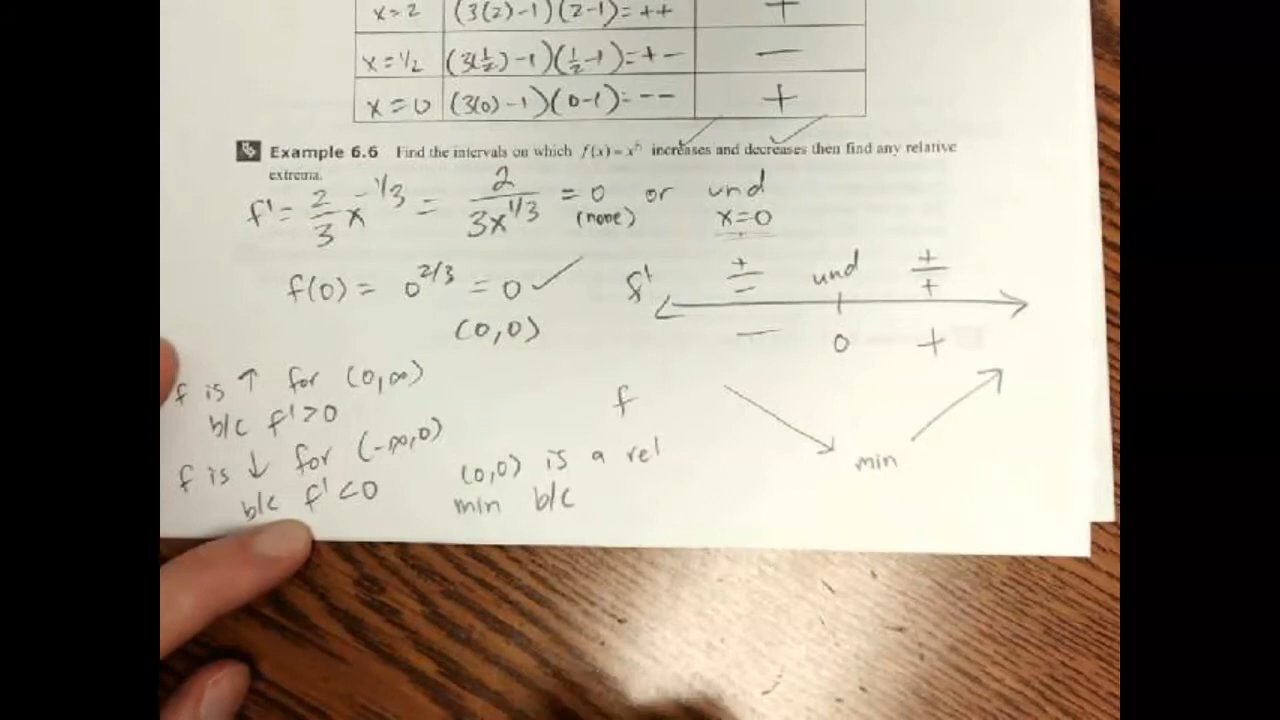 x=2 (3(2)-1)(2-1)=++ +
x=1/2 (3(1/2)-1)(1/2-1)=+- -
x=0 (3(0)-1)(0-1)=-- +
Example 6.6 Find the intervals on which f(x)=x^2/3 increases and decreases then find any relative
extrema.
f'= 2/3 x^-1/3 = 2/(3x^1/3) =0 or und
(none) x=0
f(0)= 0^2/3 =0 ✓
(0,0)
f' +/- und +/+
- 0 +
f is ↑ for (0,∞)
b/c f'>0
f is ↓ for (-∞,0)
b/c f'<0
f
min
(0,0) is a rel
min b/c